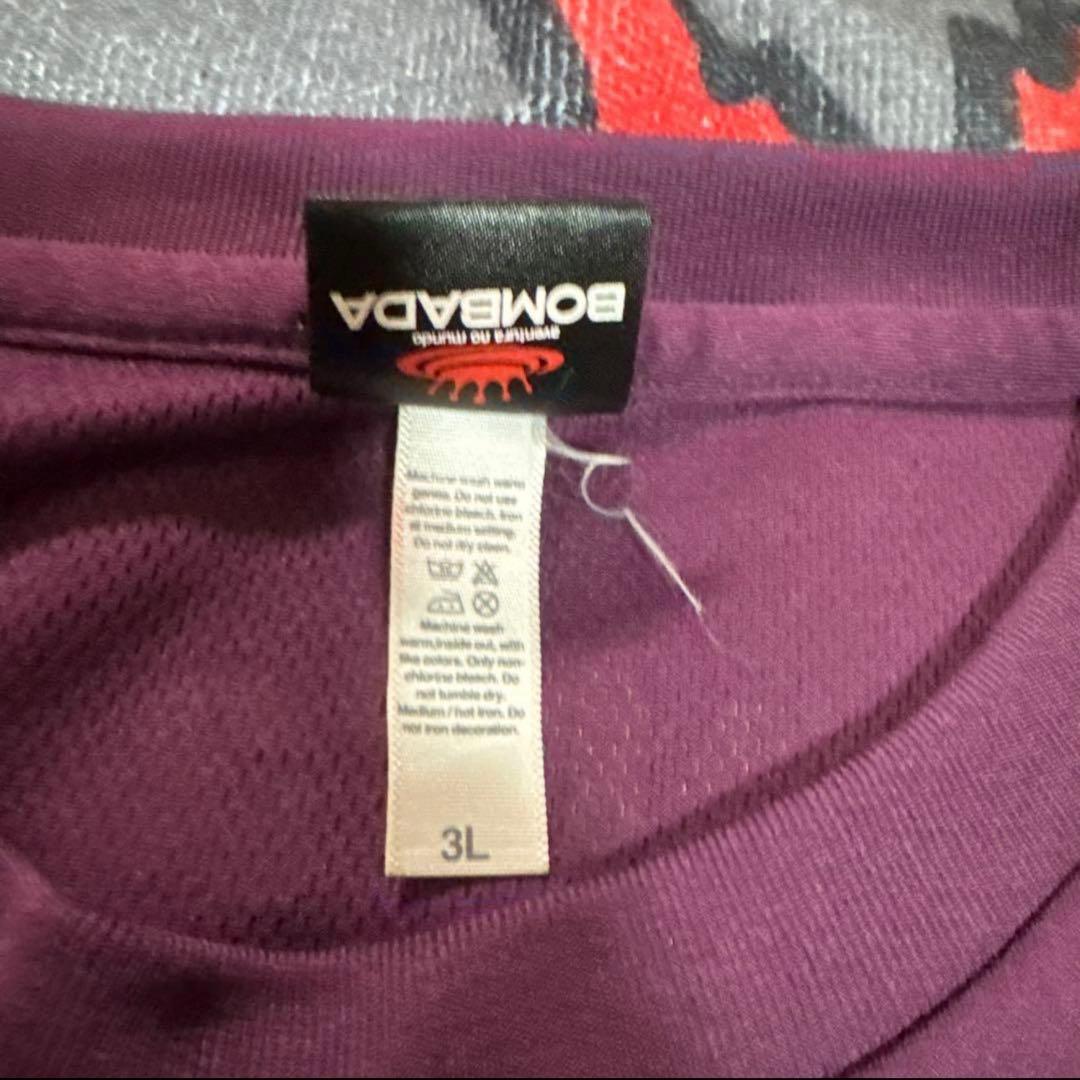 BOMBADA
aventura no mundo
Machine wash warm
gentle. Do not use
chlorine bleach. Iron
at medium setting.
Do not dry clean.
Machine wash
warm,inside out, with
like colors. Only non-
chlorine bleach. Do
not tumble dry.
Medium / hot iron. Do
not iron decoration.
3L